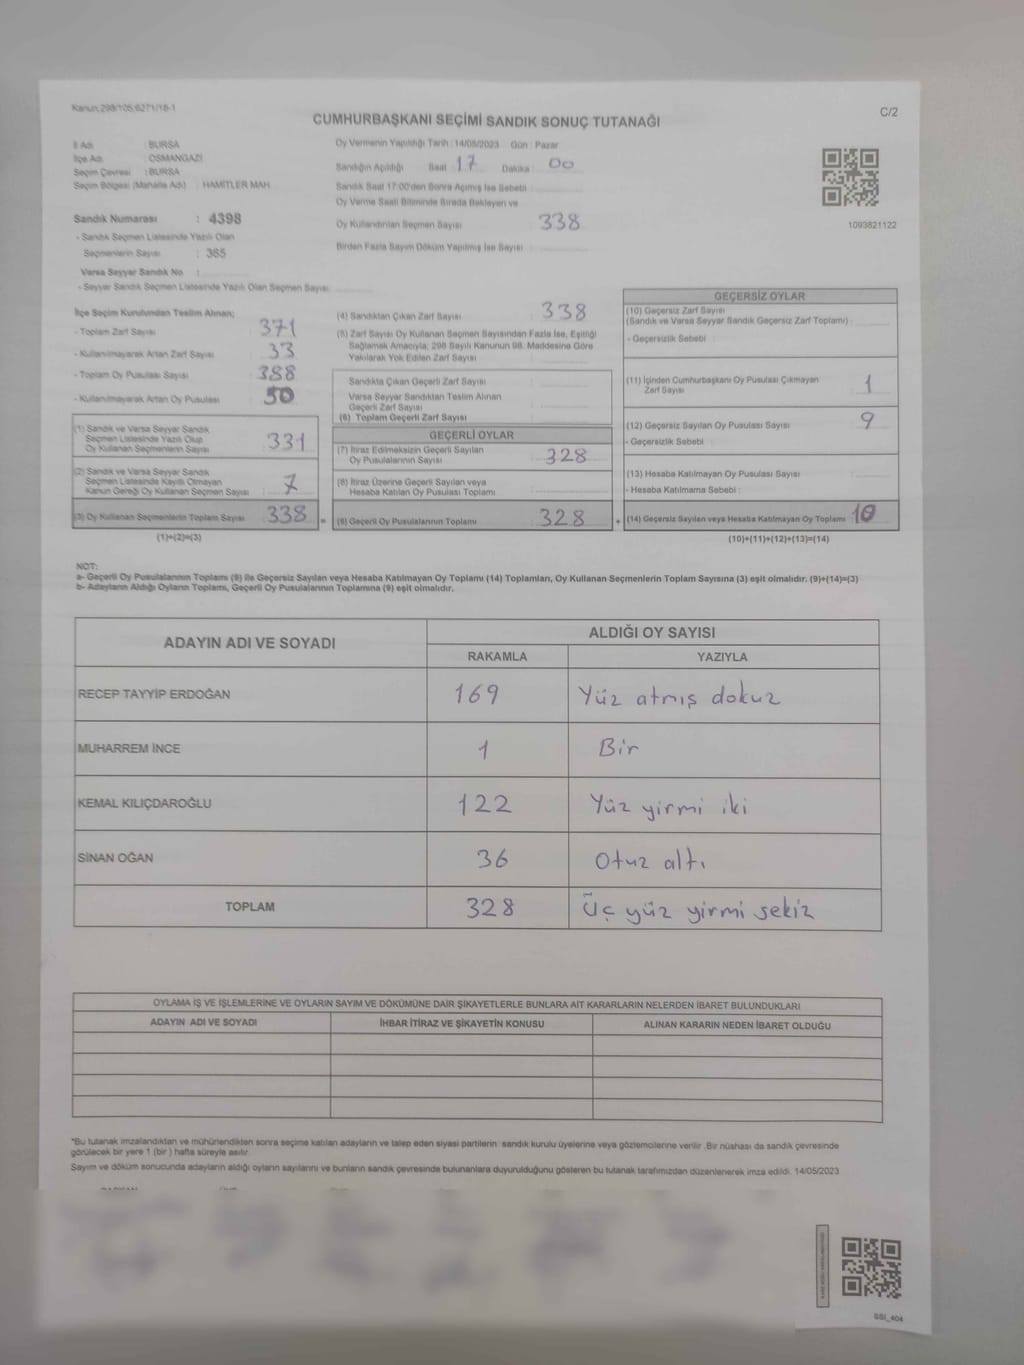 Kanun:298/105;6271/18-1
C/2
CUMHURBAŞKANI SEÇİMİ SANDIK SONUÇ TUTANAĞI
İl Adı : BURSA
İlçe Adı : OSMANGAZİ
Seçim Çevresi : BURSA
Seçim Bölgesi (Mahalle Adı) : HAMİTLER MAH.
Sandık Numarası : 4398
- Sandık Seçmen Listesinde Yazılı Olan
Seçmenlerin Sayısı : 365
Varsa Seyyar Sandık No :
- Seyyar Sandık Seçmen Listesinde Yazılı Olan Seçmen Sayısı
Oy Vermenin Yapıldığı Tarih : 14/05/2023 Gün : Pazar
Sandığın Açıldığı Saat 17 Dakika : 00
Sandık Saat 17:00'den Sonra Açılmış İse Sebebi :
Oy Verme Saati Bitiminde Sırada Bekleyen ve
Oy Kullandırılan Seçmen Sayısı : 338
Birden Fazla Sayım Döküm Yapılmış İse Sayısı :
1093821122
İlçe Seçim Kurulundan Teslim Alınan;
- Toplam Zarf Sayısı : 371
- Kullanılmayarak Artan Zarf Sayısı : 33
- Toplam Oy Pusulası Sayısı : 388
- Kullanılmayarak Artan Oy Pusulası : 50
(1) Sandık ve Varsa Seyyar Sandık
Seçmen Listesinde Yazılı Olup
Oy Kullanan Seçmenlerin Sayısı : 331
(2) Sandık ve Varsa Seyyar Sandık
Seçmen Listesinde Kayıtlı Olmayan
Kanun Gereği Oy Kullanan Seçmen Sayısı : 7
(3) Oy Kullanan Seçmenlerin Toplam Sayısı 338
(1)+(2)=(3)
(4) Sandıktan Çıkan Zarf Sayısı : 338
(5) Zarf Sayısı Oy Kullanan Seçmen Sayısından Fazla İse, Eşitliği
Sağlamak Amacıyla; 298 Sayılı Kanunun 98. Maddesine Göre
Yakılarak Yok Edilen Zarf Sayısı :
Sandıkta Çıkan Geçerli Zarf Sayısı :
Varsa Seyyar Sandıktan Teslim Alınan
Geçerli Zarf Sayısı :
(6) Toplam Geçerli Zarf Sayısı
GEÇERLİ OYLAR
(7) İtiraz Edilmeksizin Geçerli Sayılan
Oy Pusulalarının Sayısı : 328
(8) İtiraz Üzerine Geçerli Sayılan veya
Hesaba Katılan Oy Pusulası Toplamı :
= (9) Geçerli Oy Pusulalarının Toplamı : 328
GEÇERSİZ OYLAR
(10) Geçersiz Zarf Sayısı
(Sandık ve Varsa Seyyar Sandık Geçersiz Zarf Toplamı) :
- Geçersizlik Sebebi :
(11) İçinden Cumhurbaşkanı Oy Pusulası Çıkmayan
Zarf Sayısı : 1
(12) Geçersiz Sayılan Oy Pusulası Sayısı : 9
- Geçersizlik Sebebi :
(13) Hesaba Katılmayan Oy Pusulası Sayısı :
- Hesaba Katılmama Sebebi :
+ (14) Geçersiz Sayılan veya Hesaba Katılmayan Oy Toplamı : 10
(10)+(11)+(12)+(13)=(14)
NOT:
a- Geçerli Oy Pusulalarının Toplamı (9) ile Geçersiz Sayılan veya Hesaba Katılmayan Oy Toplamı (14) Toplamları, Oy Kullanan Seçmenlerin Toplam Sayısına (3) eşit olmalıdır. (9)+(14)=(3)
b- Adayların Aldığı Oyların Toplamı, Geçerli Oy Pusulalarının Toplamına (9) eşit olmalıdır.
ADAYIN ADI VE SOYADI
ALDIĞI OY SAYISI
RAKAMLA YAZIYLA
RECEP TAYYİP ERDOĞAN 169 Yüz atmış dokuz
MUHARREM İNCE 1 Bir
KEMAL KILIÇDAROĞLU 122 Yüz yirmi iki
SİNAN OĞAN 36 Otuz altı
TOPLAM 328 Üç yüz yirmi sekiz
OYLAMA İŞ VE İŞLEMLERİNE VE OYLARIN SAYIM VE DÖKÜMÜNE DAİR ŞİKAYETLERLE BUNLARA AİT KARARLARIN NELERDEN İBARET BULUNDUKLARI
ADAYIN ADI VE SOYADI İHBAR İTİRAZ VE ŞİKAYETİN KONUSU ALINAN KARARIN NEDEN İBARET OLDUĞU
*Bu tutanak imzalandıktan ve mühürlendikten sonra seçime katılan adayların ve talep eden siyasi partilerin sandık kurulu üyelerine veya gözlemcilerine verilir .Bir nüshası da sandık çevresinde
görülecek bir yere 1 (bir ) hafta süreyle asılır.
Sayım ve döküm sonucunda adayların aldığı oyların sayılarını ve bunların sandık çevresinde bulunanlara duyurulduğunu gösteren bu tutanak tarafımızdan düzenlenerek imza edildi. 14/05/2023
SSI_404